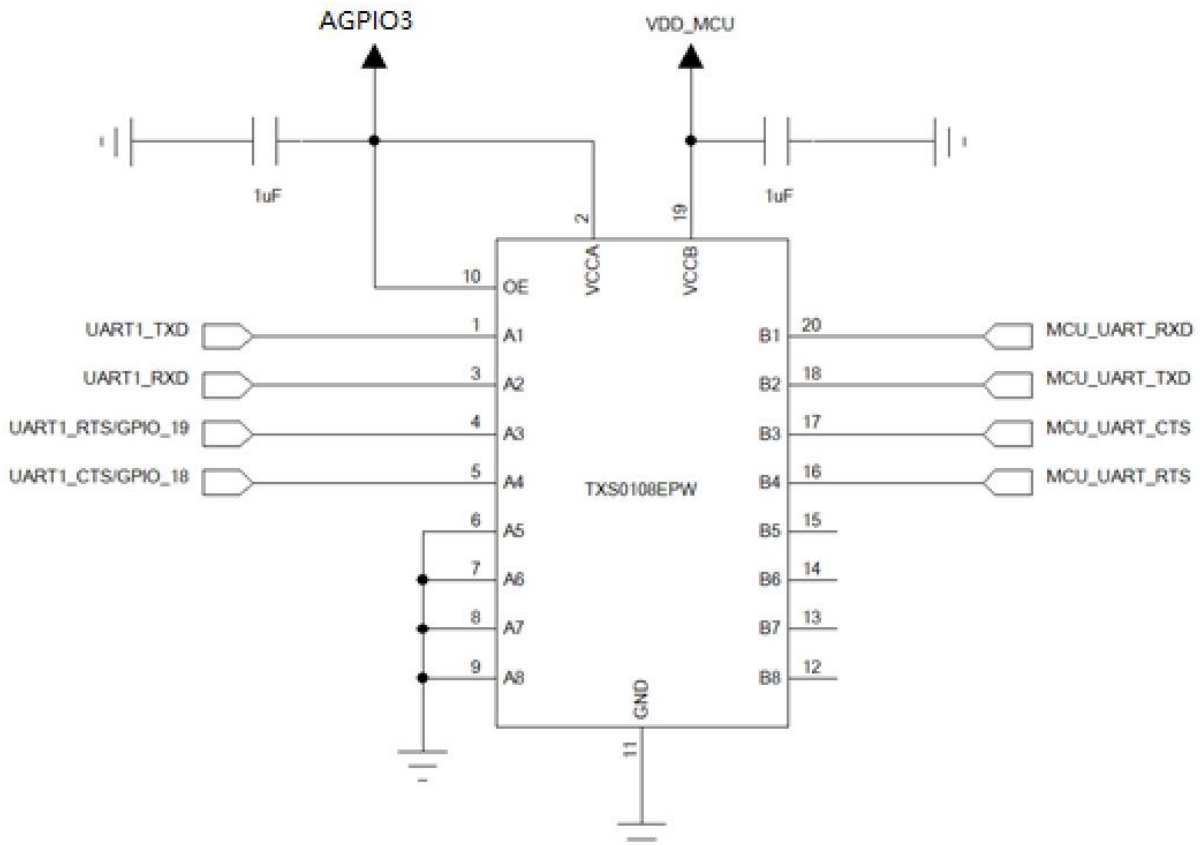 AGPIO3
VDD_MCU
1uF
1uF
2
19
VCCA
VCCB
10 OE
UART1_TXD 1 A1 B1 20 MCU_UART_RXD
UART1_RXD 3 A2 B2 18 MCU_UART_TXD
UART1_RTS/GPIO_19 4 A3 B3 17 MCU_UART_CTS
UART1_CTS/GPIO_18 5 A4 B4 16 MCU_UART_RTS
TXS0108EPW
6 A5 B5 15
7 A6 B6 14
8 A7 B7 13
9 A8 B8 12
GND
11